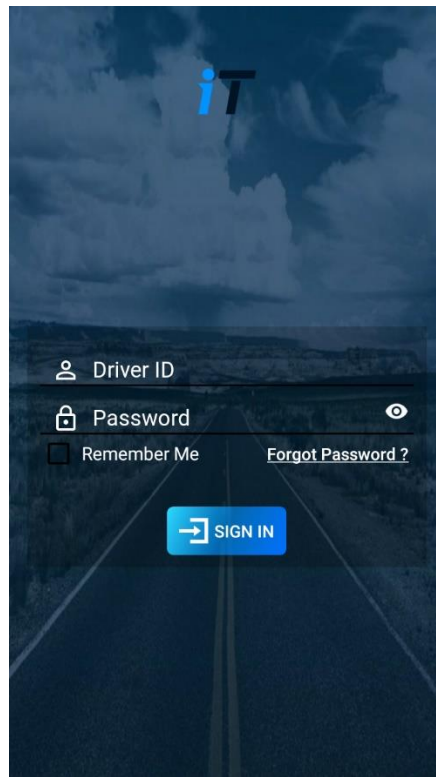 iT
Driver ID
Password
Remember Me
Forgot Password ?
SIGN IN